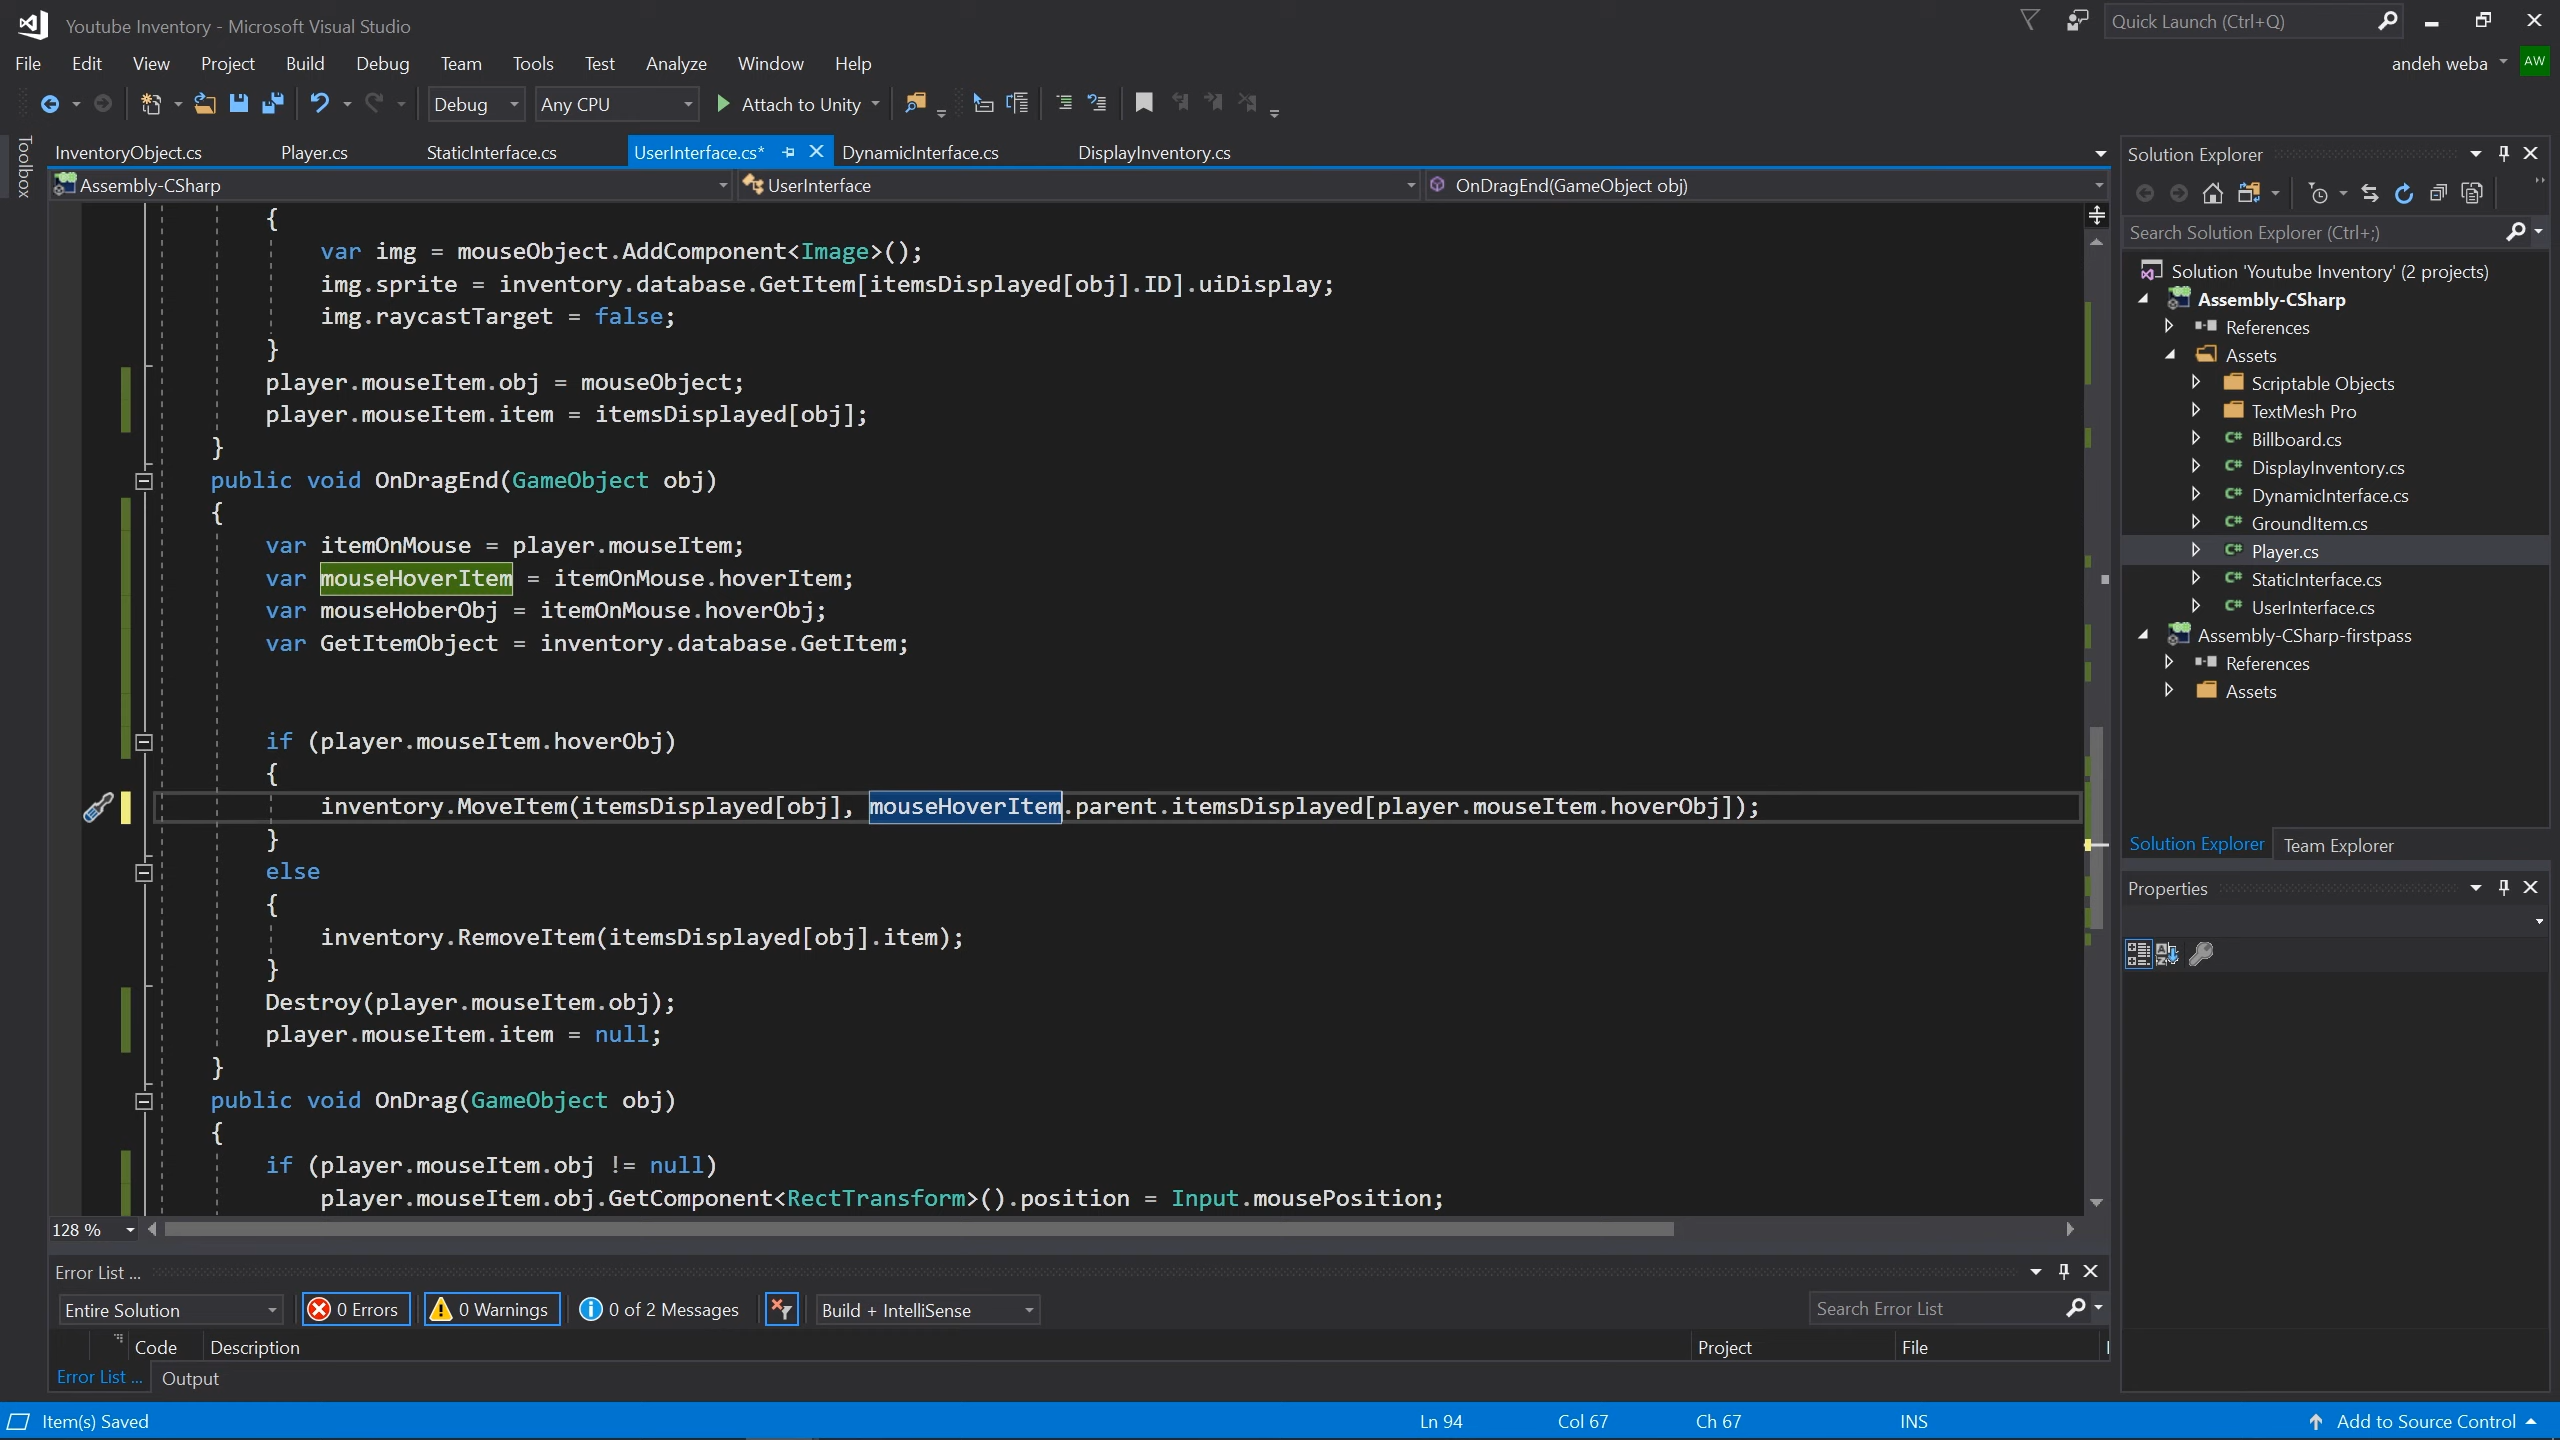 Youtube Inventory - Microsoft Visual Studio
Quick Launch (Ctrl+Q)
File Edit View Project Build Debug Team Tools Test Analyze Window Help
andeh weba AW
Debug Any CPU Attach to Unity
Toolbox
InventoryObject.cs Player.cs StaticInterface.cs UserInterface.cs* DynamicInterface.cs DisplayInventory.cs
Assembly-CSharp UserInterface OnDragEnd(GameObject obj)
{
var img = mouseObject.AddComponent<Image>();
img.sprite = inventory.database.GetItem[itemsDisplayed[obj].ID].uiDisplay;
img.raycastTarget = false;
}
player.mouseItem.obj = mouseObject;
player.mouseItem.item = itemsDisplayed[obj];
}
public void OnDragEnd(GameObject obj)
{
var itemOnMouse = player.mouseItem;
var mouseHoverItem = itemOnMouse.hoverItem;
var mouseHoberObj = itemOnMouse.hoverObj;
var GetItemObject = inventory.database.GetItem;
if (player.mouseItem.hoverObj)
{
inventory.MoveItem(itemsDisplayed[obj], mouseHoverItem.parent.itemsDisplayed[player.mouseItem.hoverObj]);
}
else
{
inventory.RemoveItem(itemsDisplayed[obj].item);
}
Destroy(player.mouseItem.obj);
player.mouseItem.item = null;
}
public void OnDrag(GameObject obj)
{
if (player.mouseItem.obj != null)
player.mouseItem.obj.GetComponent<RectTransform>().position = Input.mousePosition;
128 %
Error List ...
Entire Solution 0 Errors 0 Warnings 0 of 2 Messages Build + IntelliSense Search Error List
Code Description Project File
Error List ... Output
Solution Explorer
Search Solution Explorer (Ctrl+;)
Solution 'Youtube Inventory' (2 projects)
Assembly-CSharp
References
Assets
Scriptable Objects
TextMesh Pro
C# Billboard.cs
C# DisplayInventory.cs
C# DynamicInterface.cs
C# GroundItem.cs
C# Player.cs
C# StaticInterface.cs
C# UserInterface.cs
Assembly-CSharp-firstpass
References
Assets
Solution Explorer Team Explorer
Properties
Item(s) Saved Ln 94 Col 67 Ch 67 INS Add to Source Control